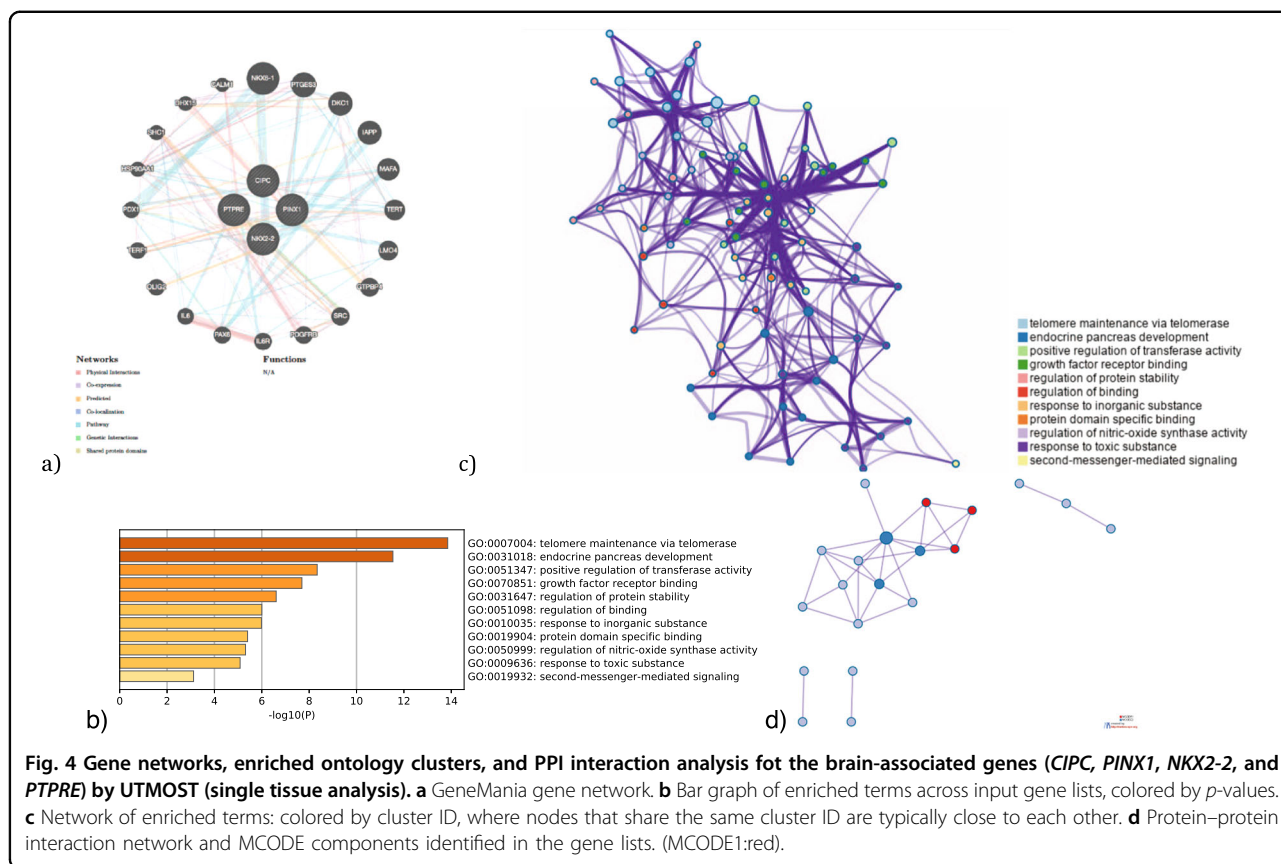 NKX6-1
PTGES3
DKC1
IAPP
MAFA
TERT
LMO4
GTPBP4
SRC
PDGFRB
IL6R
PAX6
IL6
OLIG2
TERF1
PDX1
HSP90AA1
SHC1
CALM1
CIPC
PTPRE
PINX1
NKX2-2
Networks
Physical Interactions
Co-expression
Predicted
Co-localization
Pathway
Genetic Interactions
Shared protein domains
Functions
N/A
a)
c)
telomere maintenance via telomerase
endocrine pancreas development
positive regulation of transferase activity
growth factor receptor binding
regulation of protein stability
regulation of binding
response to inorganic substance
protein domain specific binding
regulation of nitric-oxide synthase activity
response to toxic substance
second-messenger-mediated signaling
GO:0007004: telomere maintenance via telomerase
GO:0031018: endocrine pancreas development
GO:0051347: positive regulation of transferase activity
GO:0070851: growth factor receptor binding
GO:0031647: regulation of protein stability
GO:0051098: regulation of binding
GO:0010035: response to inorganic substance
GO:0019904: protein domain specific binding
GO:0050999: regulation of nitric-oxide synthase activity
GO:0009636: response to toxic substance
GO:0019932: second-messenger-mediated signaling
0 2 4 6 8 10 12 14
-log10(P)
b)
d)
Fig. 4 Gene networks, enriched ontology clusters, and PPI interaction analysis fot the brain-associated genes (CIPC, PINX1, NKX2-2, and
PTPRE) by UTMOST (single tissue analysis). a GeneMania gene network. b Bar graph of enriched terms across input gene lists, colored by p-values.
c Network of enriched terms: colored by cluster ID, where nodes that share the same cluster ID are typically close to each other. d Protein–protein
interaction network and MCODE components identified in the gene lists. (MCODE1:red).